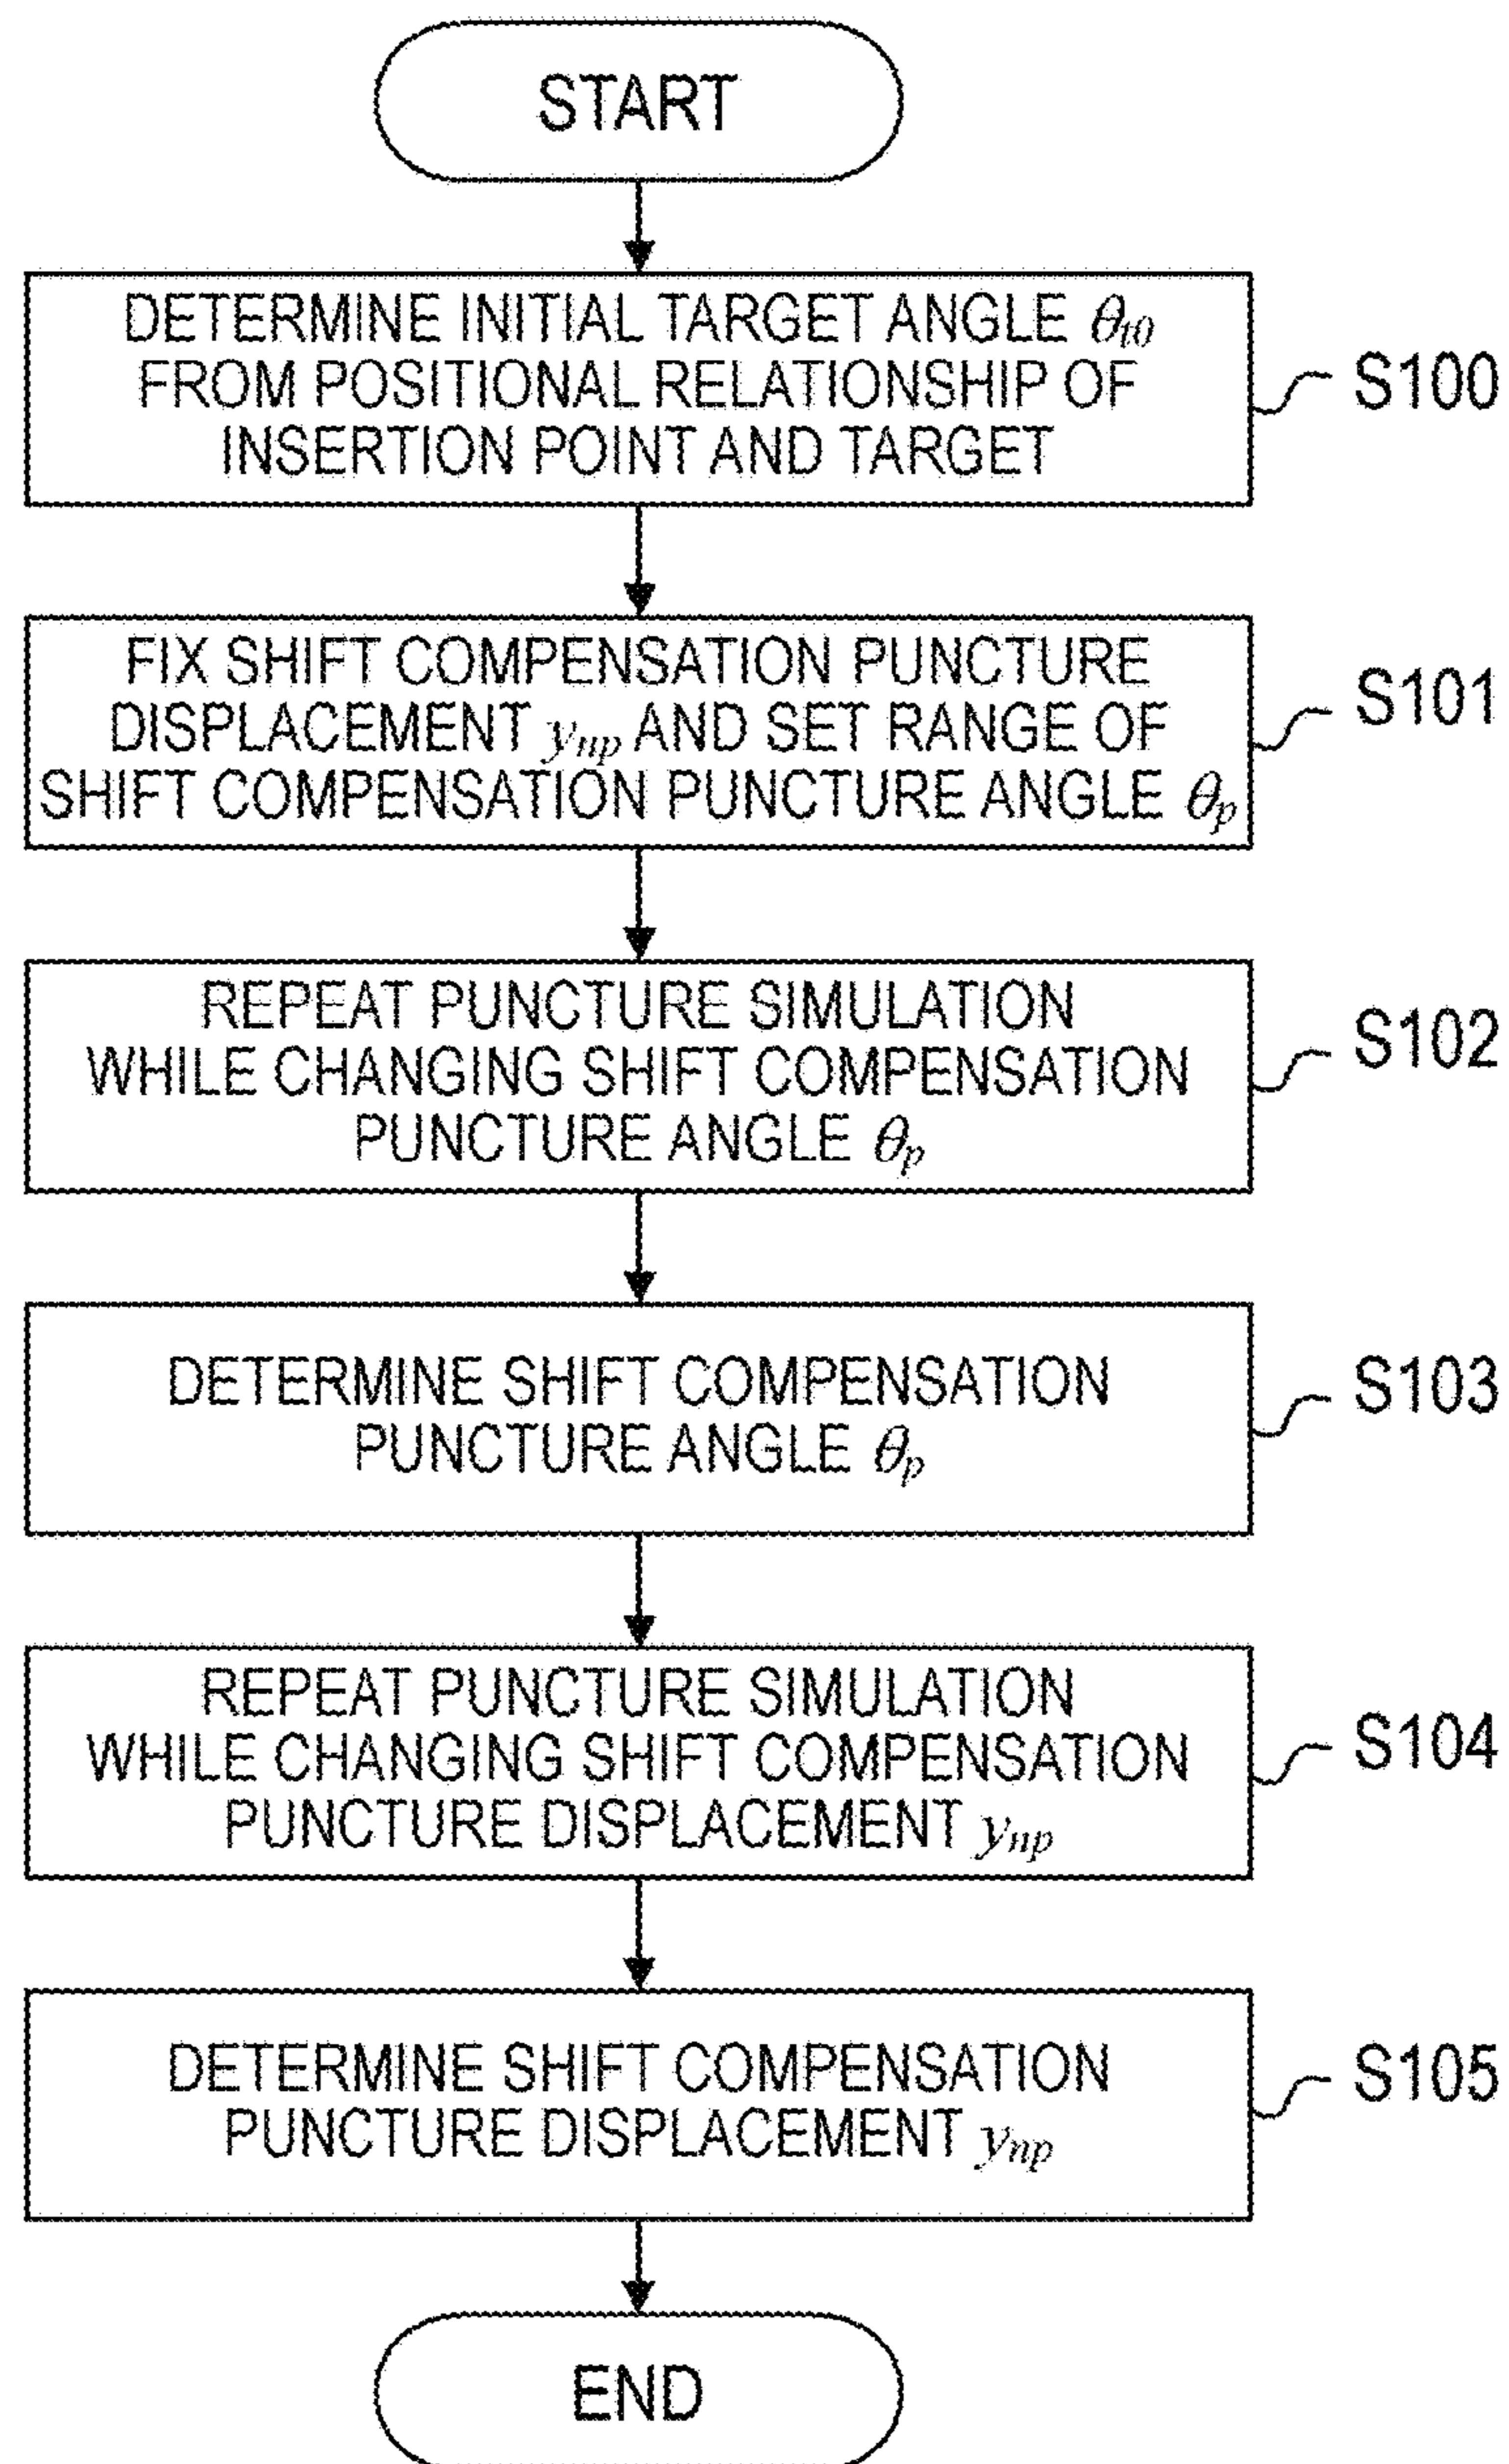 START
DETERMINE INITIAL TARGET ANGLE θt0
FROM POSITIONAL RELATIONSHIP OF
INSERTION POINT AND TARGET
S100
FIX SHIFT COMPENSATION PUNCTURE
DISPLACEMENT ynp AND SET RANGE OF
SHIFT COMPENSATION PUNCTURE ANGLE θp
S101
REPEAT PUNCTURE SIMULATION
WHILE CHANGING SHIFT COMPENSATION
PUNCTURE ANGLE θp
S102
DETERMINE SHIFT COMPENSATION
PUNCTURE ANGLE θp
S103
REPEAT PUNCTURE SIMULATION
WHILE CHANGING SHIFT COMPENSATION
PUNCTURE DISPLACEMENT ynp
S104
DETERMINE SHIFT COMPENSATION
PUNCTURE DISPLACEMENT ynp
S105
END